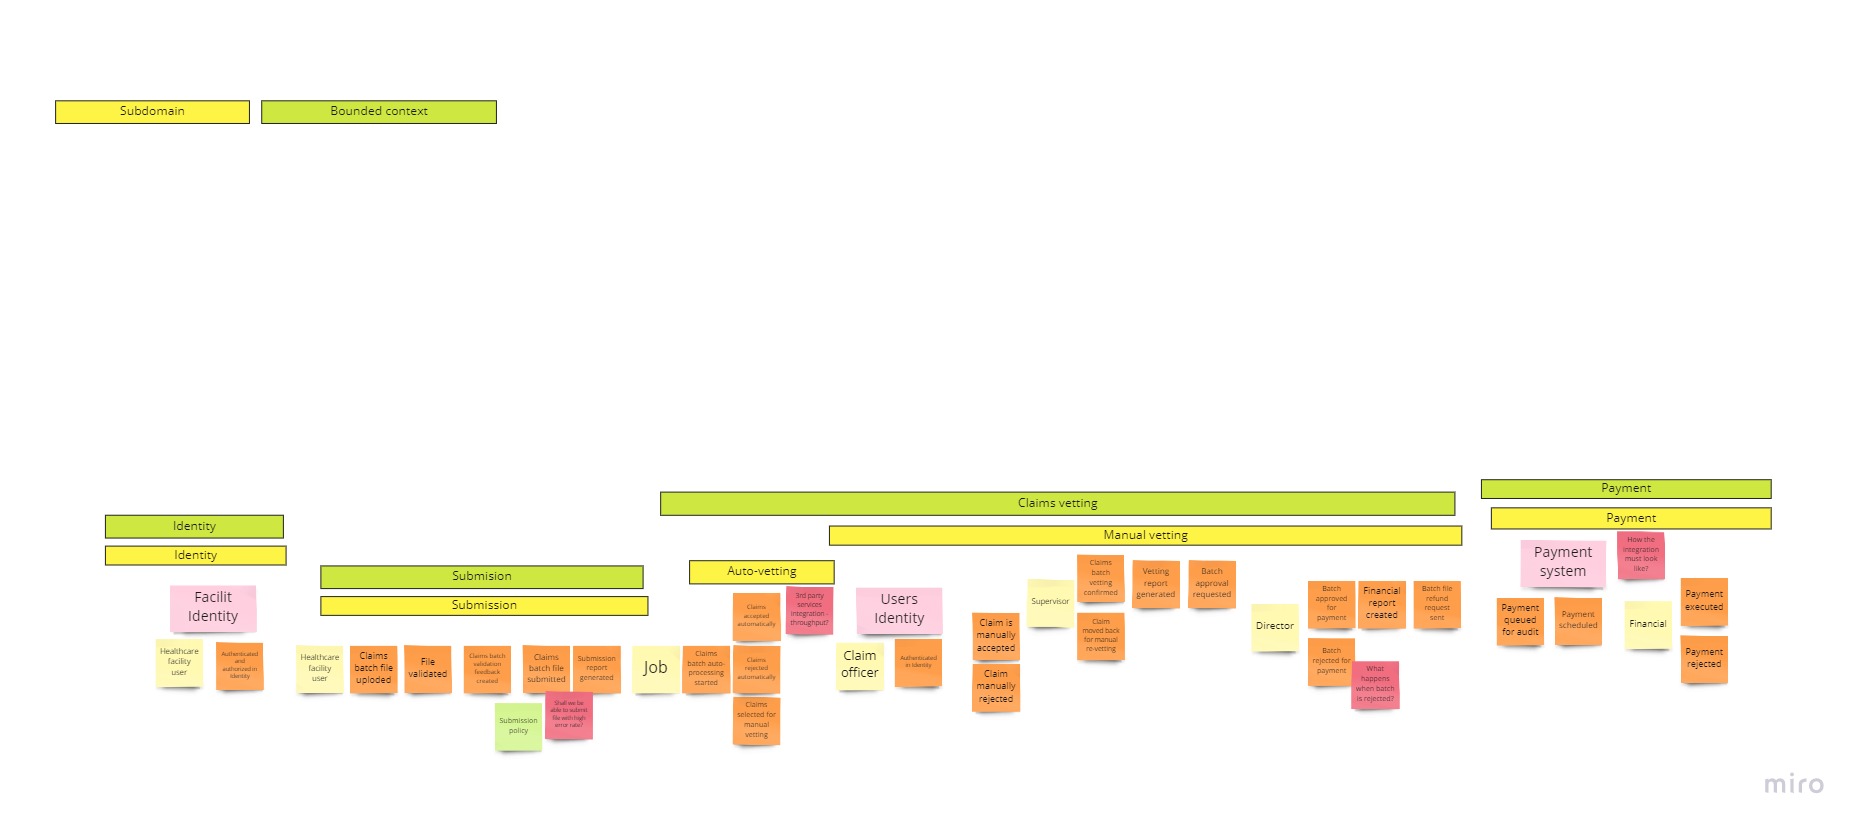 Subdomain
Bounded context
Identity
Identity
Facilit
Identity
Healthcare
facility
user
Authenticated
and
authorized in
Identity
Submision
Submission
Healthcare
facility
user
Claims
batch file
uploded
File
validated
Claims batch
validation
feedback
created
Claims
batch file
submitted
Submission
report
generated
Submission
policy
Shall we be
able to submti
file with high
error rate?
Claims vetting
Auto-vetting
Job
Claims
batch auto-
processing
started
Claims
accepted
automatically
Claims
rejected
automatically
Claims
selected for
manual
vetting
3rd party
services
integration -
throughput?
Manual vetting
Users
Identity
Claim
officer
Authenticated
in Identity
Claim is
manually
accepted
Claim
manually
rejected
Supervisor
Claims
batch
vetting
confirmed
Claim
moved back
for manual
re-vetting
Vetting
report
generated
Batch
approval
requested
Director
Batch
approved
for
payment
Financial
report
created
Batch file
refund
request
sent
Batch
rejected for
payment
What
happens
when batch
is rejected?
Payment
Payment
Payment
system
How the
integration
must look
like?
Payment
queued
for audit
Payment
scheduled
Financial
Payment
executed
Payment
rejected
miro